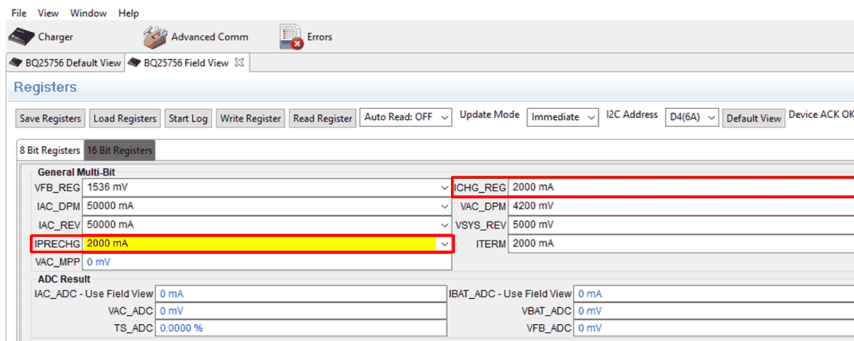 File View Window Help
Charger Advanced Comm Errors
BQ25756 Default View BQ25756 Field View
Registers
Save Registers Load Registers Start Log Write Register Read Register Auto Read: OFF Update Mode Immediate I2C Address D4(6A) Default View Device ACK OK
8 Bit Registers 16 Bit Registers
General Multi-Bit
VFB_REG 1536 mV ICHG_REG 2000 mA
IAC_DPM 50000 mA VAC_DPM 4200 mV
IAC_REV 50000 mA VSYS_REV 5000 mV
IPRECHG 2000 mA ITERM 2000 mA
VAC_MPP 0 mV
ADC Result
IAC_ADC - Use Field View 0 mA IBAT_ADC - Use Field View 0 mA
VAC_ADC 0 mV VBAT_ADC 0 mV
TS_ADC 0.0000 % VFB_ADC 0 mV